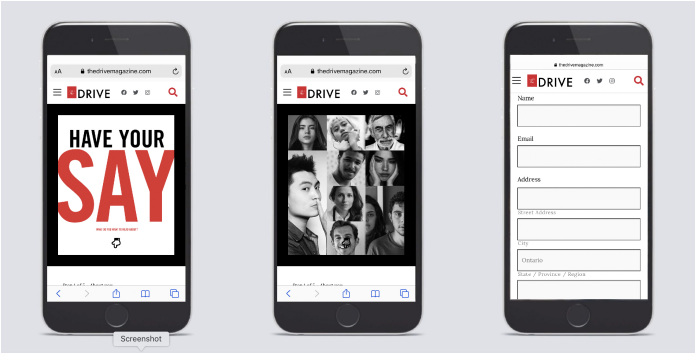 AA thedrivemagazine.com
DRIVE
HAVE YOUR
SAY
AA thedrivemagazine.com
DRIVE
thedrivemagazine.com
DRIVE
Name
Email
Address
Street Address
City
Ontario
State / Province / Region
Screenshot